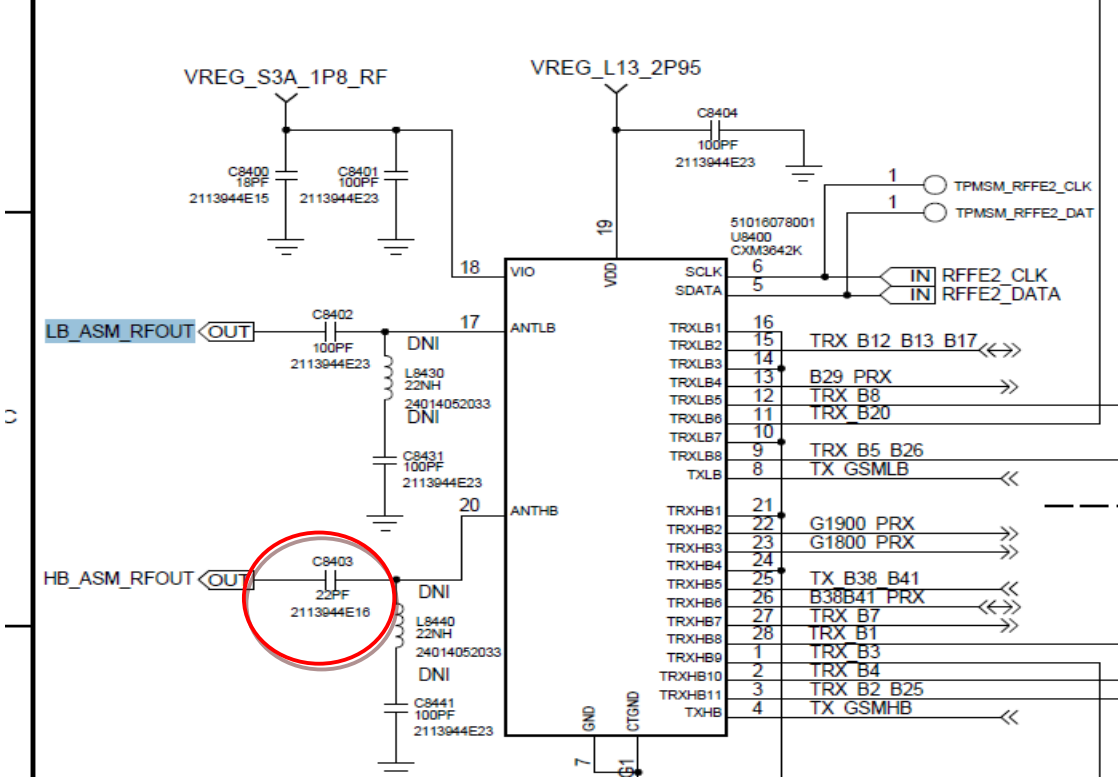 VREG_S3A_1P8_RF
VREG_L13_2P95
C8404
100PF
2113944E23
C8400
18PF
2113944E15
C8401
100PF
2113944E23
1
TPMSM_RFFE2_CLK
1
TPMSM_RFFE2_DAT
19
51016078001
U8400
CXM3642K
18
VIO
VDD
SCLK
6
IN RFFE2_CLK
SDATA
5
IN RFFE2_DATA
LB_ASM_RFOUT OUT
C8402
100PF
2113944E23
17
ANTLB
DNI
L8430
22NH
24014052033
DNI
C8431
100PF
2113944E23
TRXLB1 16
TRXLB2 15 TRX_B12_B13_B17
TRXLB3 14
TRXLB4 13 B29_PRX
TRXLB5 12 TRX_B8
TRXLB6 11 TRX_B20
TRXLB7 10
TRXLB8 9 TRX_B5_B26
TXLB 8 TX_GSMLB
C
20
ANTHB
HB_ASM_RFOUT OUT
C8403
22PF
2113944E16
DNI
L8440
22NH
24014052033
DNI
C8441
100PF
2113944E23
TRXHB1 21
TRXHB2 22 G1900_PRX
TRXHB3 23 G1800_PRX
TRXHB4 24
TRXHB5 25 TX_B38_B41
TRXHB6 26 B38B41_PRX
TRXHB7 27 TRX_B7
TRXHB8 28 TRX_B1
TRXHB9 1 TRX_B3
TRXHB10 2 TRX_B4
TRXHB11 3 TRX_B2_B25
TXHB 4 TX_GSMHB
GND
CTGND
7
G1